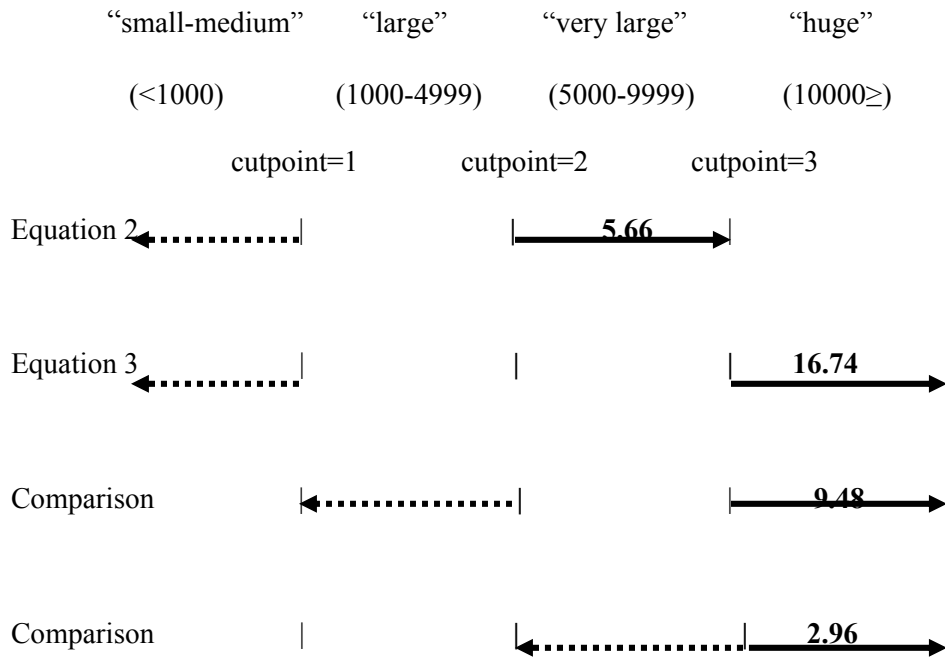 “small-medium” “large” “very large” “huge”
(<1000) (1000-4999) (5000-9999) (10000≥)
cutpoint=1 cutpoint=2 cutpoint=3
Equation 2 5.66
Equation 3 16.74
Comparison 9.48
Comparison 2.96